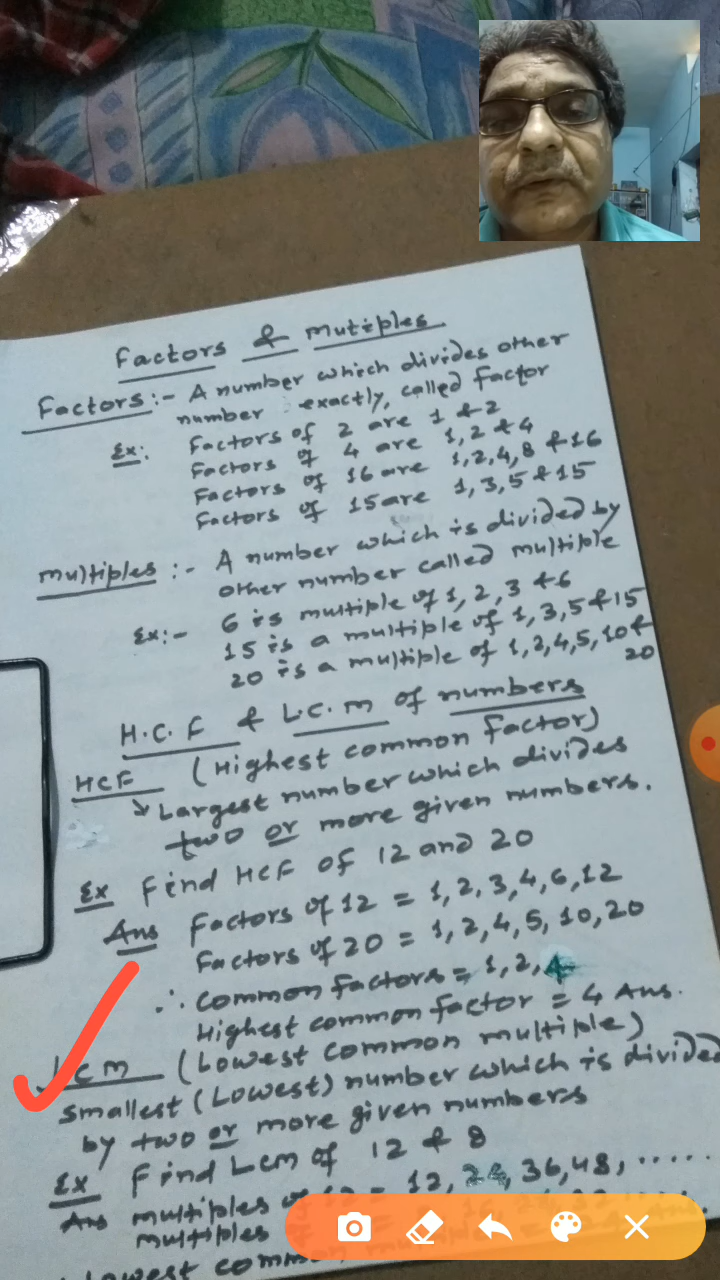 Factors & Mutiples
Factors:- A number which divides other
number exactly, called factor
Ex: Factors of 2 are 1 & 2
Factors of 4 are 1, 2 & 4
Factors of 16 are 1, 2, 4, 8 & 16
Factors of 15 are 1, 3, 5 & 15
Multiples:- A number which is divided by
other number called multiple
Ex:- 6 is multiple of 1, 2, 3 & 6
15 is a multiple of 1, 3, 5 & 15
20 is a multiple of 1, 2, 4, 5, 10 &
20
H.C.F & L.C.M of numbers
HCF (Highest common factor)
↳ Largest number which divides
two or more given numbers.
Ex Find HCF of 12 and 20
Ans Factors of 12 = 1, 2, 3, 4, 6, 12
Factors of 20 = 1, 2, 4, 5, 10, 20
∴ Common factors = 1, 2, 4
Highest common factor = 4 Ans.
LCM (Lowest common multiple)
Smallest (Lowest) number which is divided
by two or more given numbers
Ex Find Lcm of 12 & 8
Ans multiples of 12 = 12, 24, 36, 48, .....
multiples
Lowest common